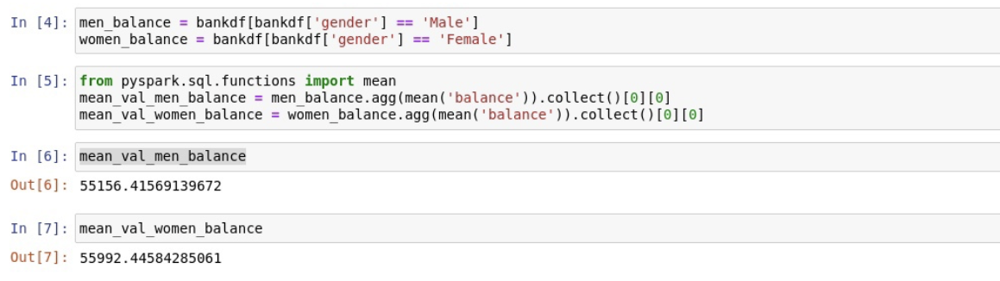 In [4]: men_balance = bankdf[bankdf['gender'] == 'Male']
women_balance = bankdf[bankdf['gender'] == 'Female']
In [5]: from pyspark.sql.functions import mean
mean_val_men_balance = men_balance.agg(mean('balance')).collect()[0][0]
mean_val_women_balance = women_balance.agg(mean('balance')).collect()[0][0]
In [6]: mean_val_men_balance
Out[6]: 55156.41569139672
In [7]: mean_val_women_balance
Out[7]: 55992.44584285061